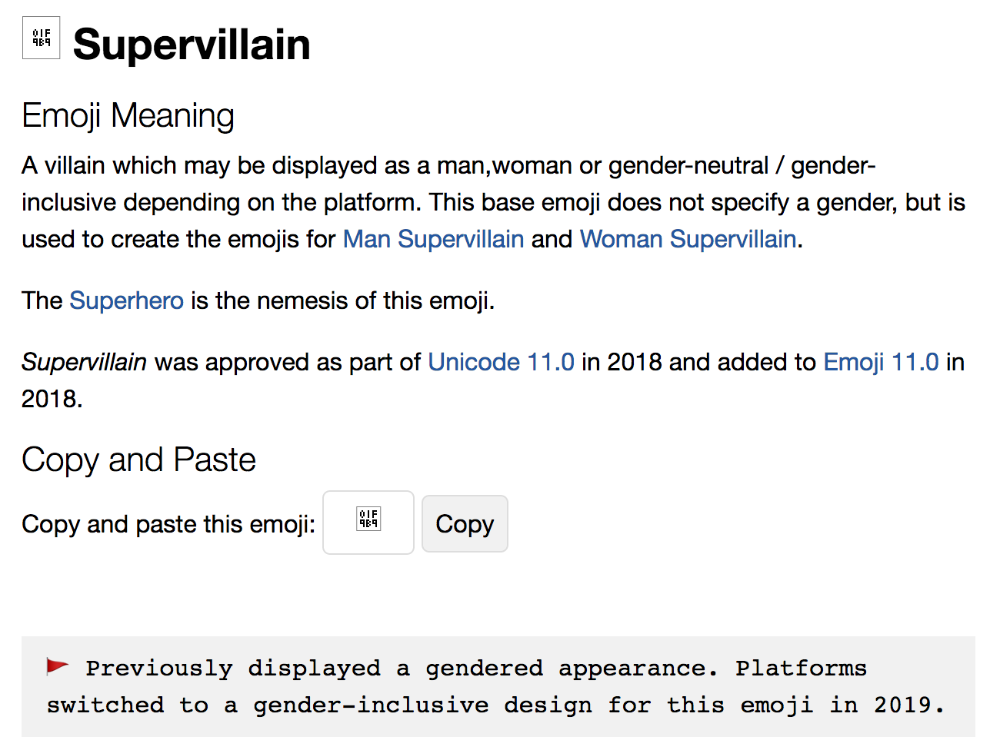 01F
9B9 Supervillain
Emoji Meaning
A villain which may be displayed as a man,woman or gender-neutral / gender-
inclusive depending on the platform. This base emoji does not specify a gender, but is
used to create the emojis for Man Supervillain and Woman Supervillain.
The Superhero is the nemesis of this emoji.
Supervillain was approved as part of Unicode 11.0 in 2018 and added to Emoji 11.0 in
2018.
Copy and Paste
Copy and paste this emoji: 01F
9B9 Copy
Previously displayed a gendered appearance. Platforms
switched to a gender-inclusive design for this emoji in 2019.